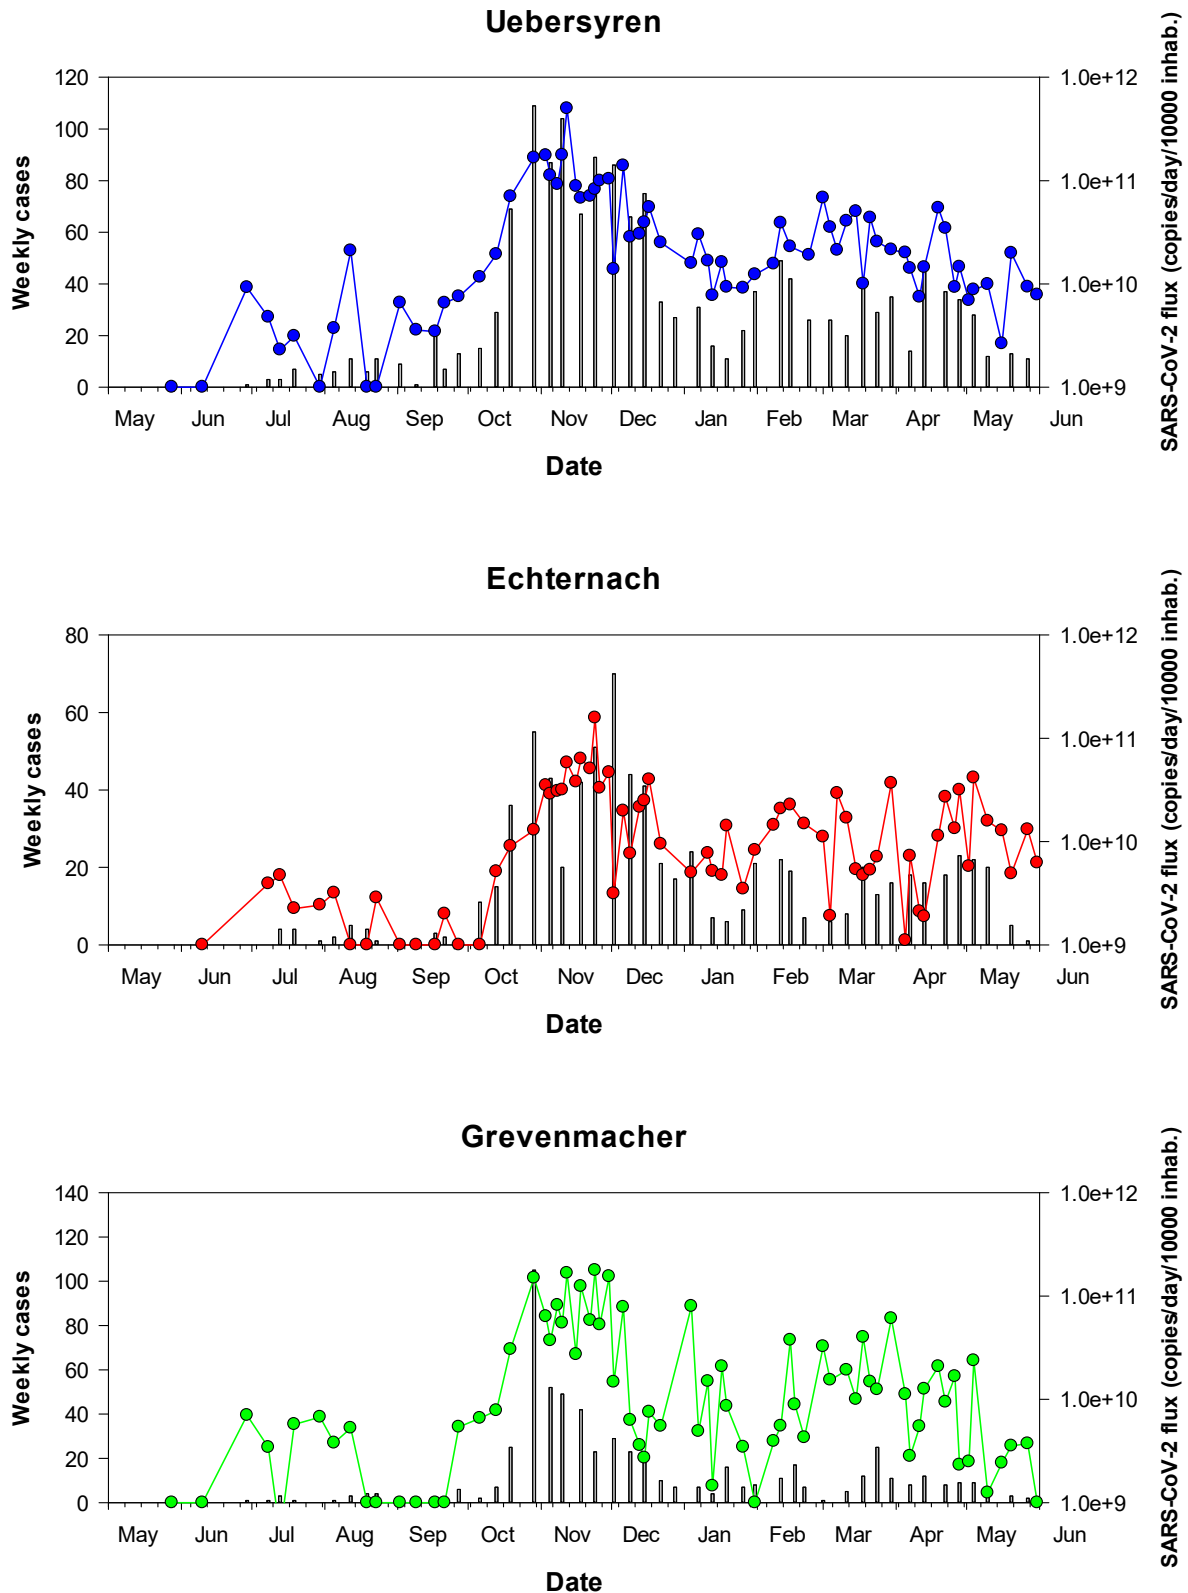 Uebersyren
Weekly cases
120
100
80
60
40
20
0
1.0e+12
1.0e+11
1.0e+10
1.0e+9
SARS-CoV-2 flux (copies/day/10000 inhab.)
May Jun Jul Aug Sep Oct Nov Dec Jan Feb Mar Apr May Jun
Date
Echternach
Weekly cases
80
60
40
20
0
1.0e+12
1.0e+11
1.0e+10
1.0e+9
SARS-CoV-2 flux (copies/day/10000 inhab.)
May Jun Jul Aug Sep Oct Nov Dec Jan Feb Mar Apr May Jun
Date
Grevenmacher
Weekly cases
140
120
100
80
60
40
20
0
1.0e+12
1.0e+11
1.0e+10
1.0e+9
SARS-CoV-2 flux (copies/day/10000 inhab.)
May Jun Jul Aug Sep Oct Nov Dec Jan Feb Mar Apr May Jun
Date